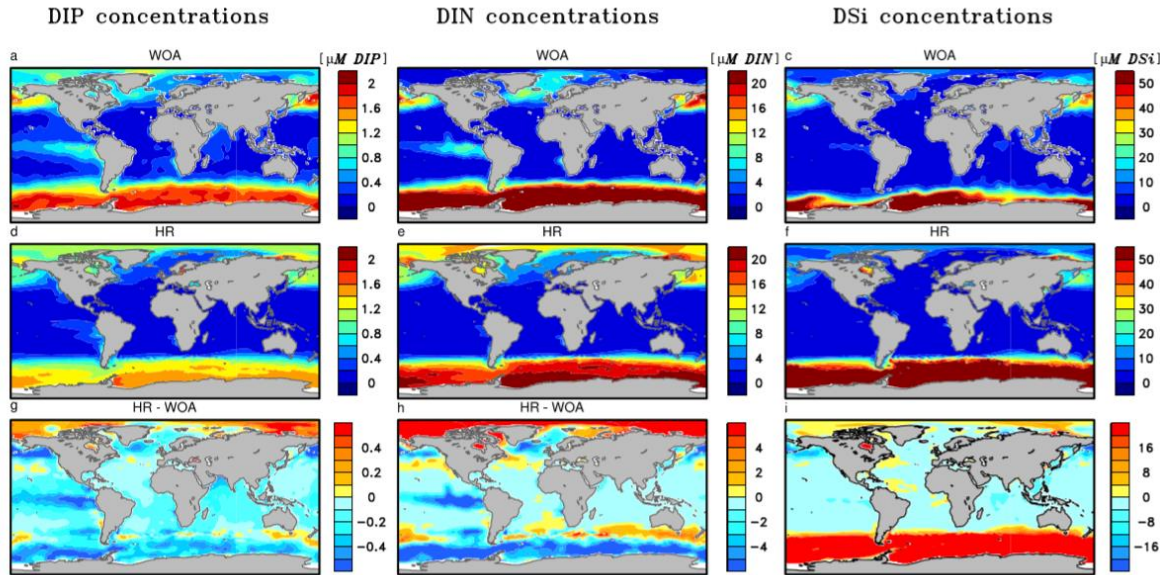 DIP concentrations DIN concentrations DSi concentrations
a WOA [ μM DIP] WOA [ μM DIN] c WOA [ μM DSi]
2 20 50
1.6 16 40
1.2 12 30
0.8 8 20
0.4 4 10
0 0 0
d HR e HR f HR
2 20 50
1.6 16 40
1.2 12 30
0.8 8 20
0.4 4 10
0 0 0
g HR - WOA h HR - WOA i HR - WOA
0.4 4 16
0.2 2 8
0 0 0
−0.2 −2 −8
−0.4 −4 −16